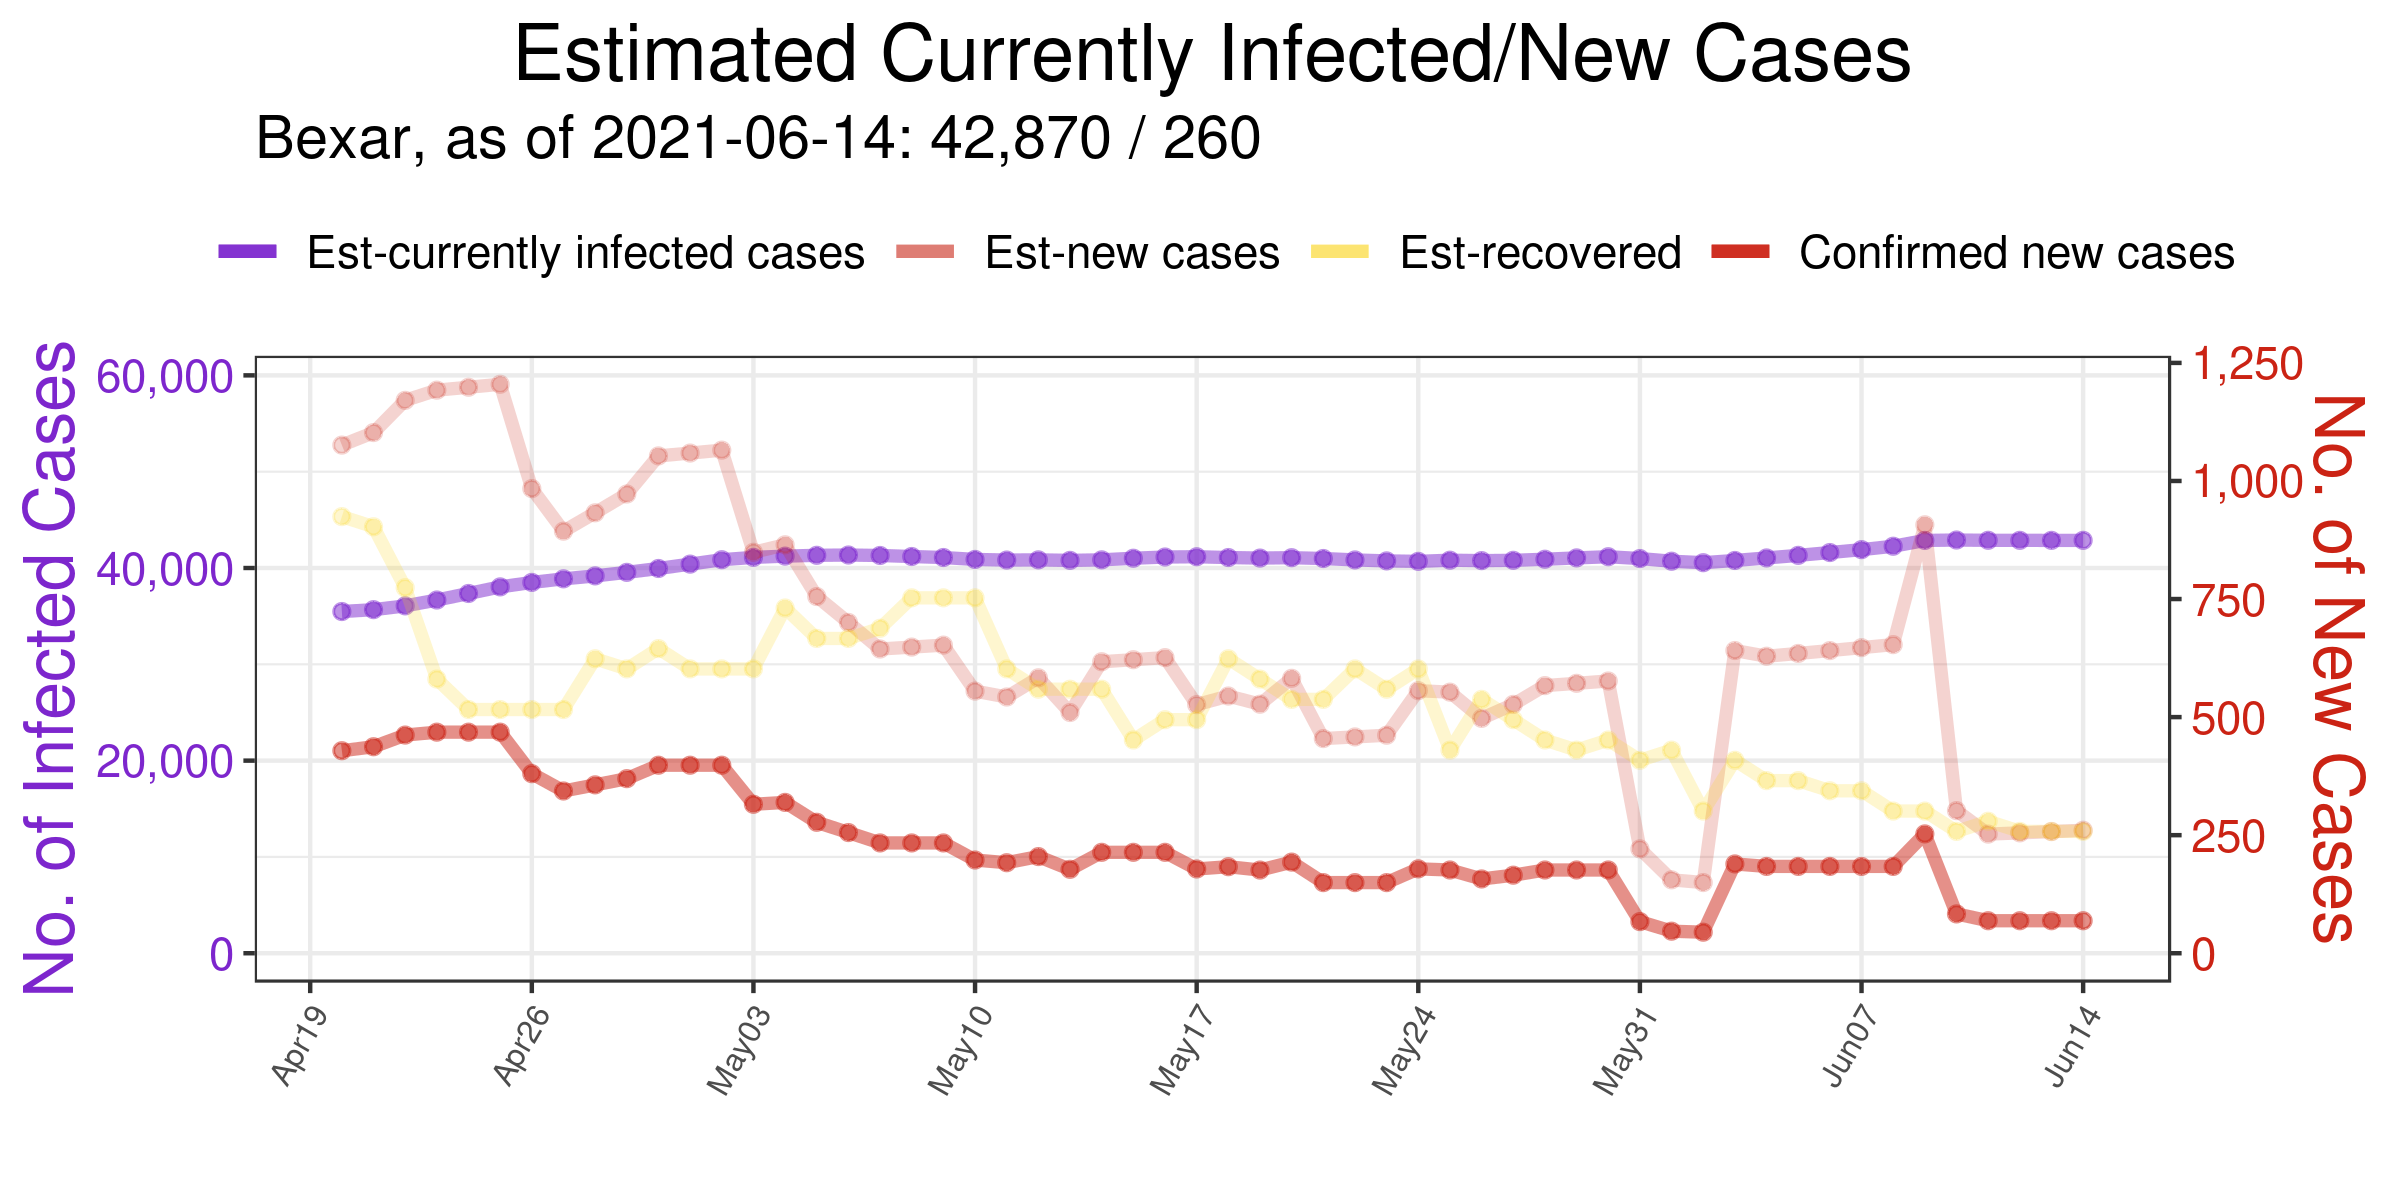 Estimated Currently Infected/New Cases
Bexar, as of 2021-06-14: 42,870 / 260
Est-currently infected cases
Est-new cases
Est-recovered
Confirmed new cases
No. of Infected Cases
60,000
40,000
20,000
0
1,250
1,000
750
500
250
0
No. of New Cases
Apr19
Apr26
May03
May10
May17
May24
May31
Jun07
Jun14